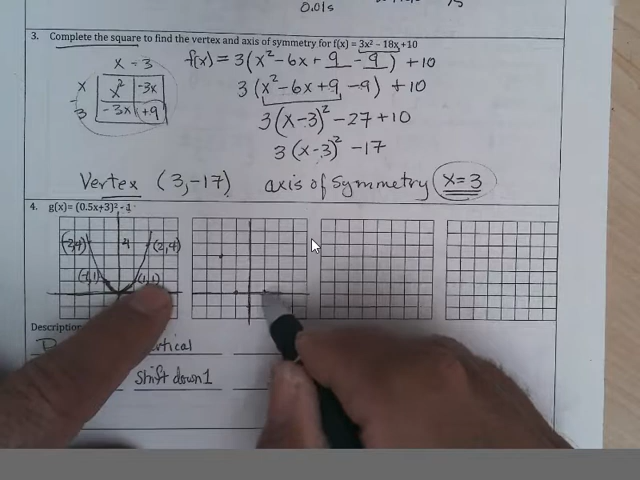 0.01s
3. Complete the square to find the vertex and axis of symmetry for f(x) = 3x² – 18x +10
x - 3
x x² -3x
-3 -3x +9
f(x) = 3(x² - 6x + 9 - 9) + 10
3(x² - 6x + 9 - 9) + 10
3(x - 3)² - 27 + 10
3(x - 3)² - 17
Vertex (3, -17) axis of Symmetry x = 3
4. g(x)= (0.5x+3)² - 1
(-2,4) 4 (2,4)
(-1,1) (1,1)
shift down 1